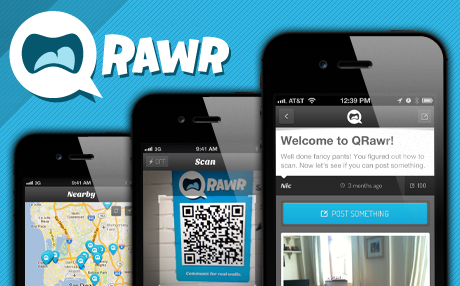 QRAWR
AT&T 12:39 PM
Welcome to QRawr!
Well done fancy pants! You figured out how to
scan. Now let's see if you can post something.
Nic 3 months ago 100
POST SOMETHING
3G 9:41 AM
OFF Scan
RAWR
3G 9:41 AM
Nearby